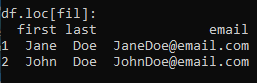 df.loc[fil]:
first last email
1 Jane Doe JaneDoe@email.com
2 John Doe JohnDoe@email.com